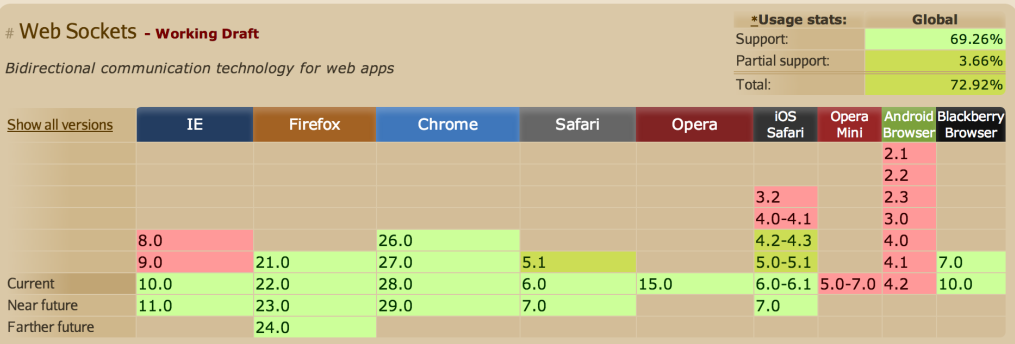 # Web Sockets - Working Draft
*Usage stats: Global
Support: 69.26%
Partial support: 3.66%
Bidirectional communication technology for web apps
Total: 72.92%
Show all versions IE Firefox Chrome Safari Opera iOS Safari Opera Mini Android Browser Blackberry Browser
2.1
2.2
3.2 2.3
4.0-4.1 3.0
8.0 26.0 4.2-4.3 4.0
9.0 21.0 27.0 5.1 5.0-5.1 4.1 7.0
Current 10.0 22.0 28.0 6.0 15.0 6.0-6.1 5.0-7.0 4.2 10.0
Near future 11.0 23.0 29.0 7.0 7.0
Farther future 24.0